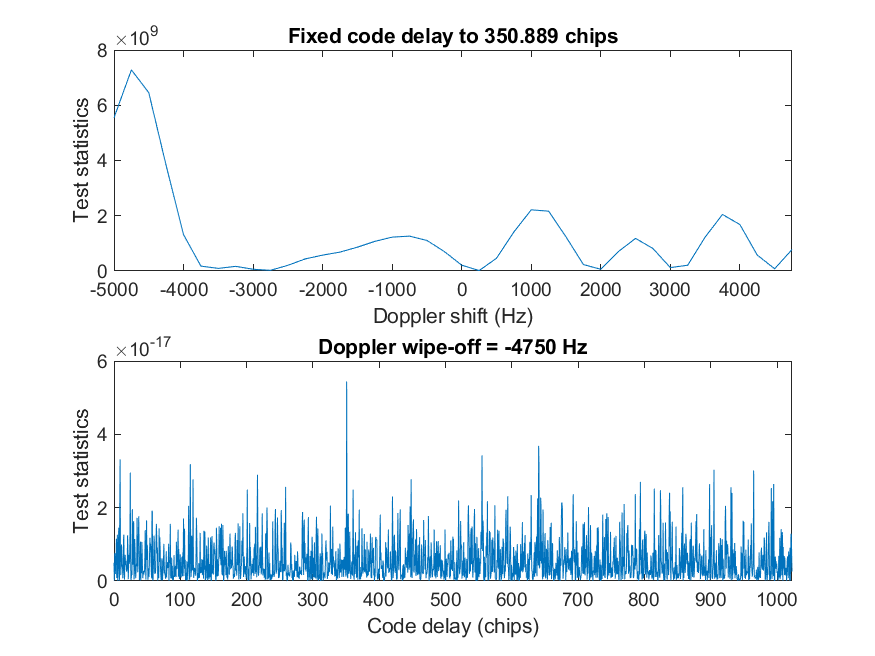 Fixed code delay to 350.889 chips
×10^9
8
6
4
2
0
Test statistics
-5000 -4000 -3000 -2000 -1000 0 1000 2000 3000 4000
Doppler shift (Hz)
Doppler wipe-off = -4750 Hz
×10^-17
6
4
2
0
Test statistics
0 100 200 300 400 500 600 700 800 900 1000
Code delay (chips)